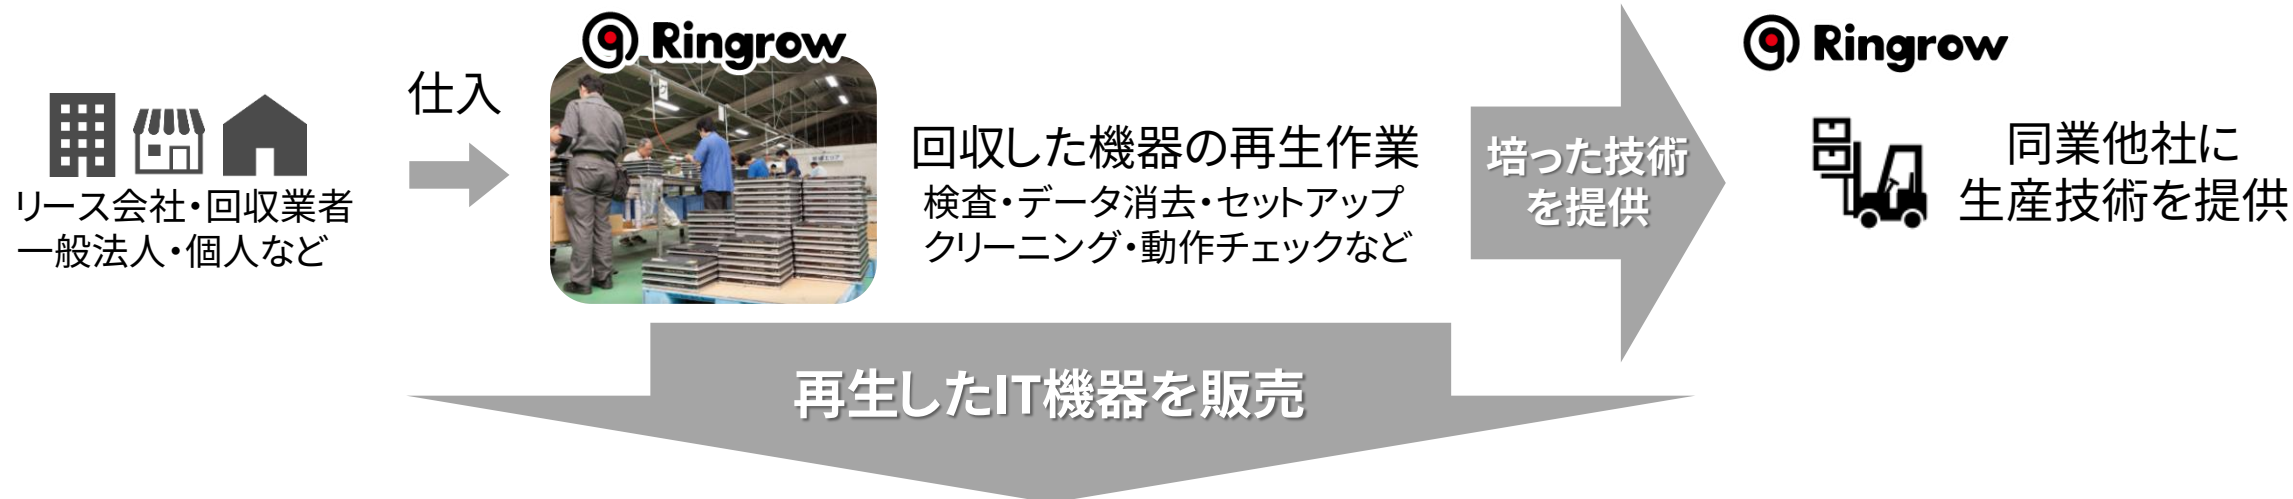 Ringrow
Ringrow
仕入
リース会社・回収業者
一般法人・個人など
回収した機器の再生作業
検査・データ消去・セットアップ
クリーニング・動作チェックなど
培った技術
を提供
同業他社に
生産技術を提供
再生したIT機器を販売